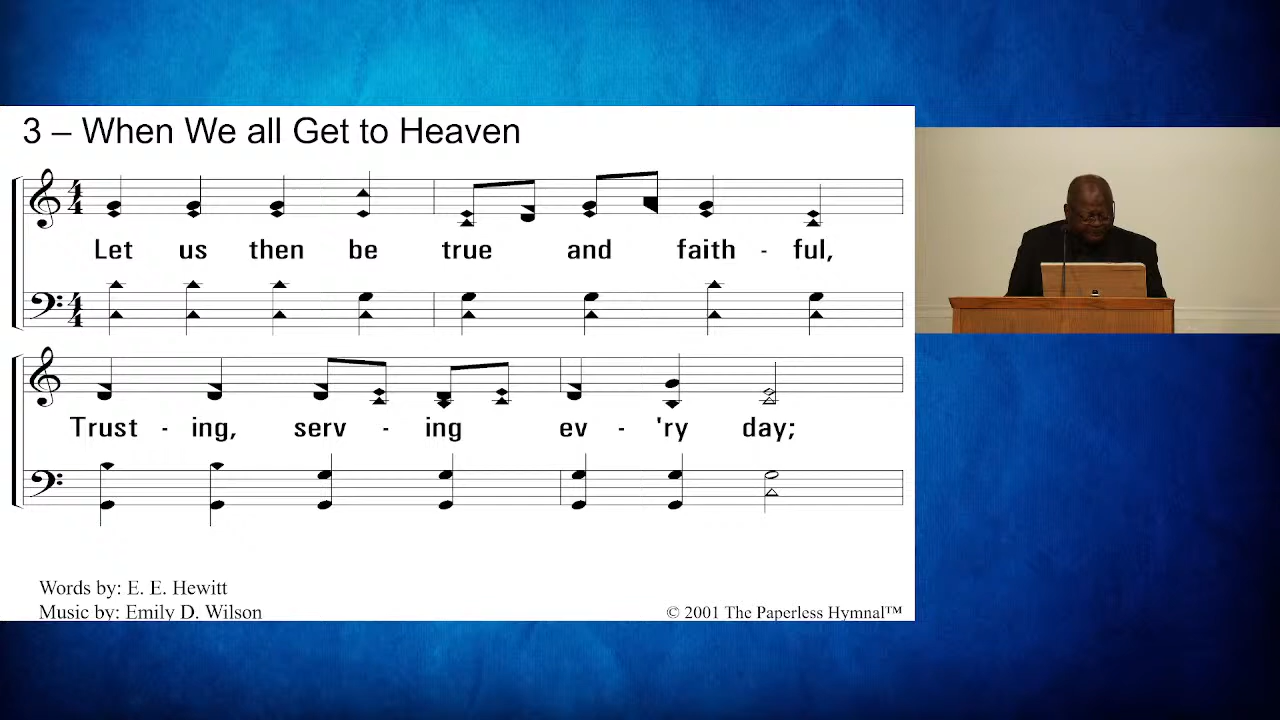 3 – When We all Get to Heaven
Let us then be true and faith - ful,
Trust - ing, serv - ing ev - 'ry day;
Words by: E. E. Hewitt
Music by: Emily D. Wilson
© 2001 The Paperless Hymnal™